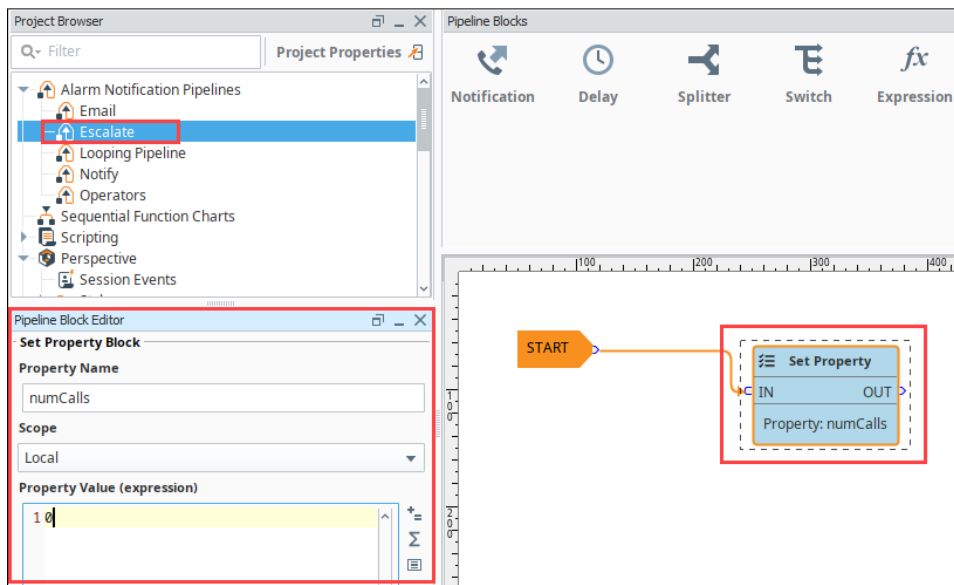 Project Browser
Filter
Project Properties
Alarm Notification Pipelines
Email
Escalate
Looping Pipeline
Notify
Operators
Sequential Function Charts
Scripting
Perspective
Session Events
Pipeline Block Editor
Set Property Block
Property Name
numCalls
Scope
Local
Property Value (expression)
1 0
Pipeline Blocks
fx
Notification Delay Splitter Switch Expression
100 200 300 400
100
200
START
Set Property
IN OUT
Property: numCalls